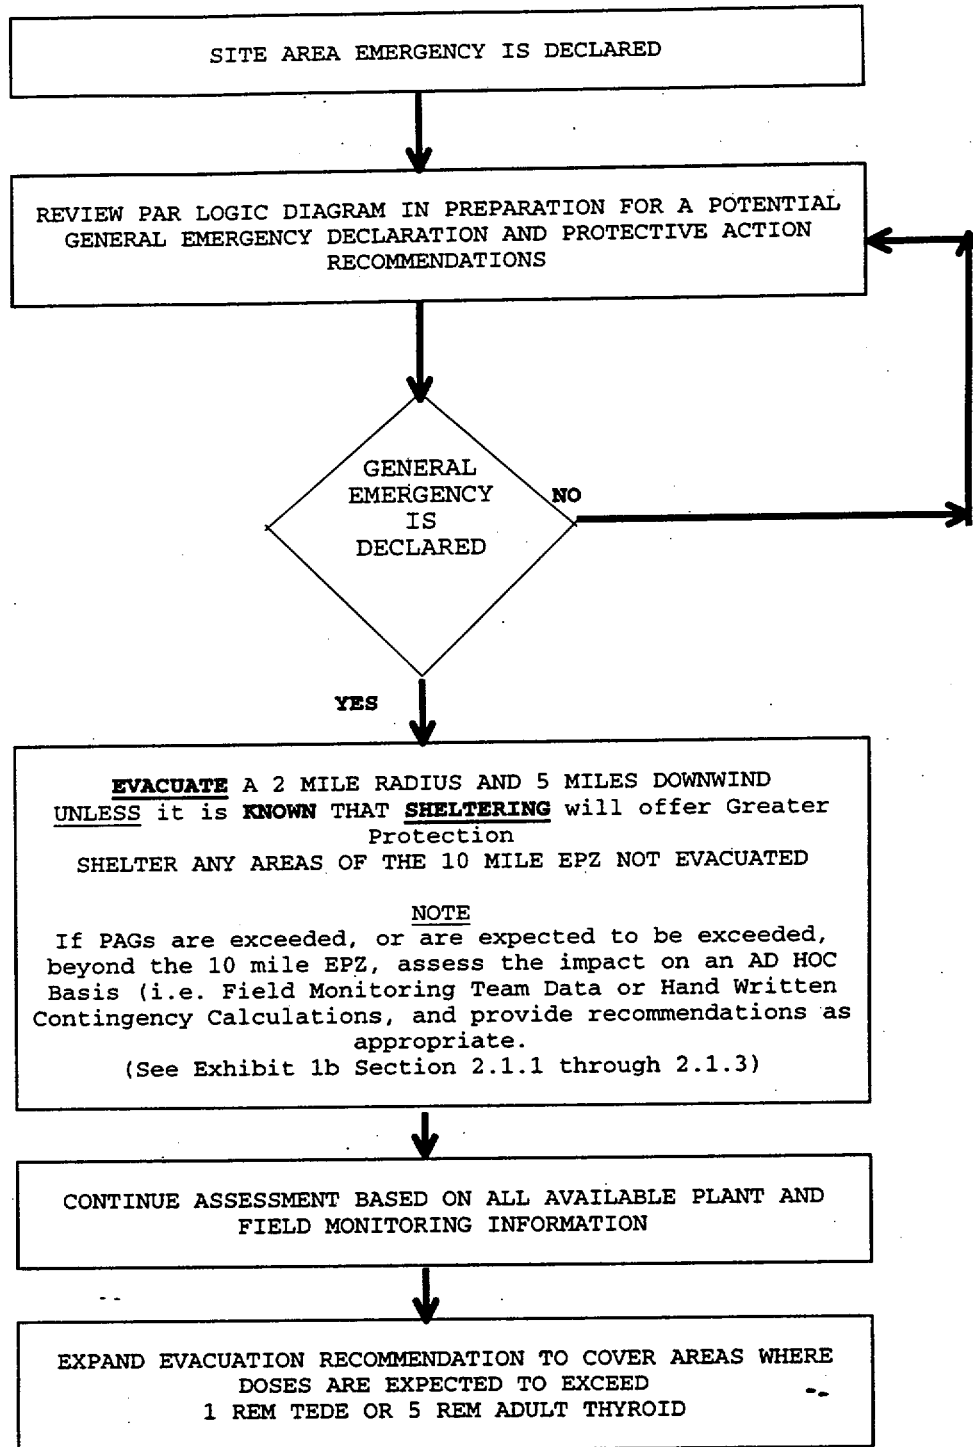 SITE AREA EMERGENCY IS DECLARED
REVIEW PAR LOGIC DIAGRAM IN PREPARATION FOR A POTENTIAL
GENERAL EMERGENCY DECLARATION AND PROTECTIVE ACTION
RECOMMENDATIONS
GENERAL
EMERGENCY
IS
DECLARED
NO
YES
EVACUATE A 2 MILE RADIUS AND 5 MILES DOWNWIND
UNLESS it is KNOWN THAT SHELTERING will offer Greater
Protection
SHELTER ANY AREAS OF THE 10 MILE EPZ NOT EVACUATED
NOTE
If PAGs are exceeded, or are expected to be exceeded,
beyond the 10 mile EPZ, assess the impact on an AD HOC
Basis (i.e. Field Monitoring Team Data or Hand Written
Contingency Calculations, and provide recommendations as
appropriate.
(See Exhibit 1b Section 2.1.1 through 2.1.3)
CONTINUE ASSESSMENT BASED ON ALL AVAILABLE PLANT AND
FIELD MONITORING INFORMATION
EXPAND EVACUATION RECOMMENDATION TO COVER AREAS WHERE
DOSES ARE EXPECTED TO EXCEED
1 REM TEDE OR 5 REM ADULT THYROID